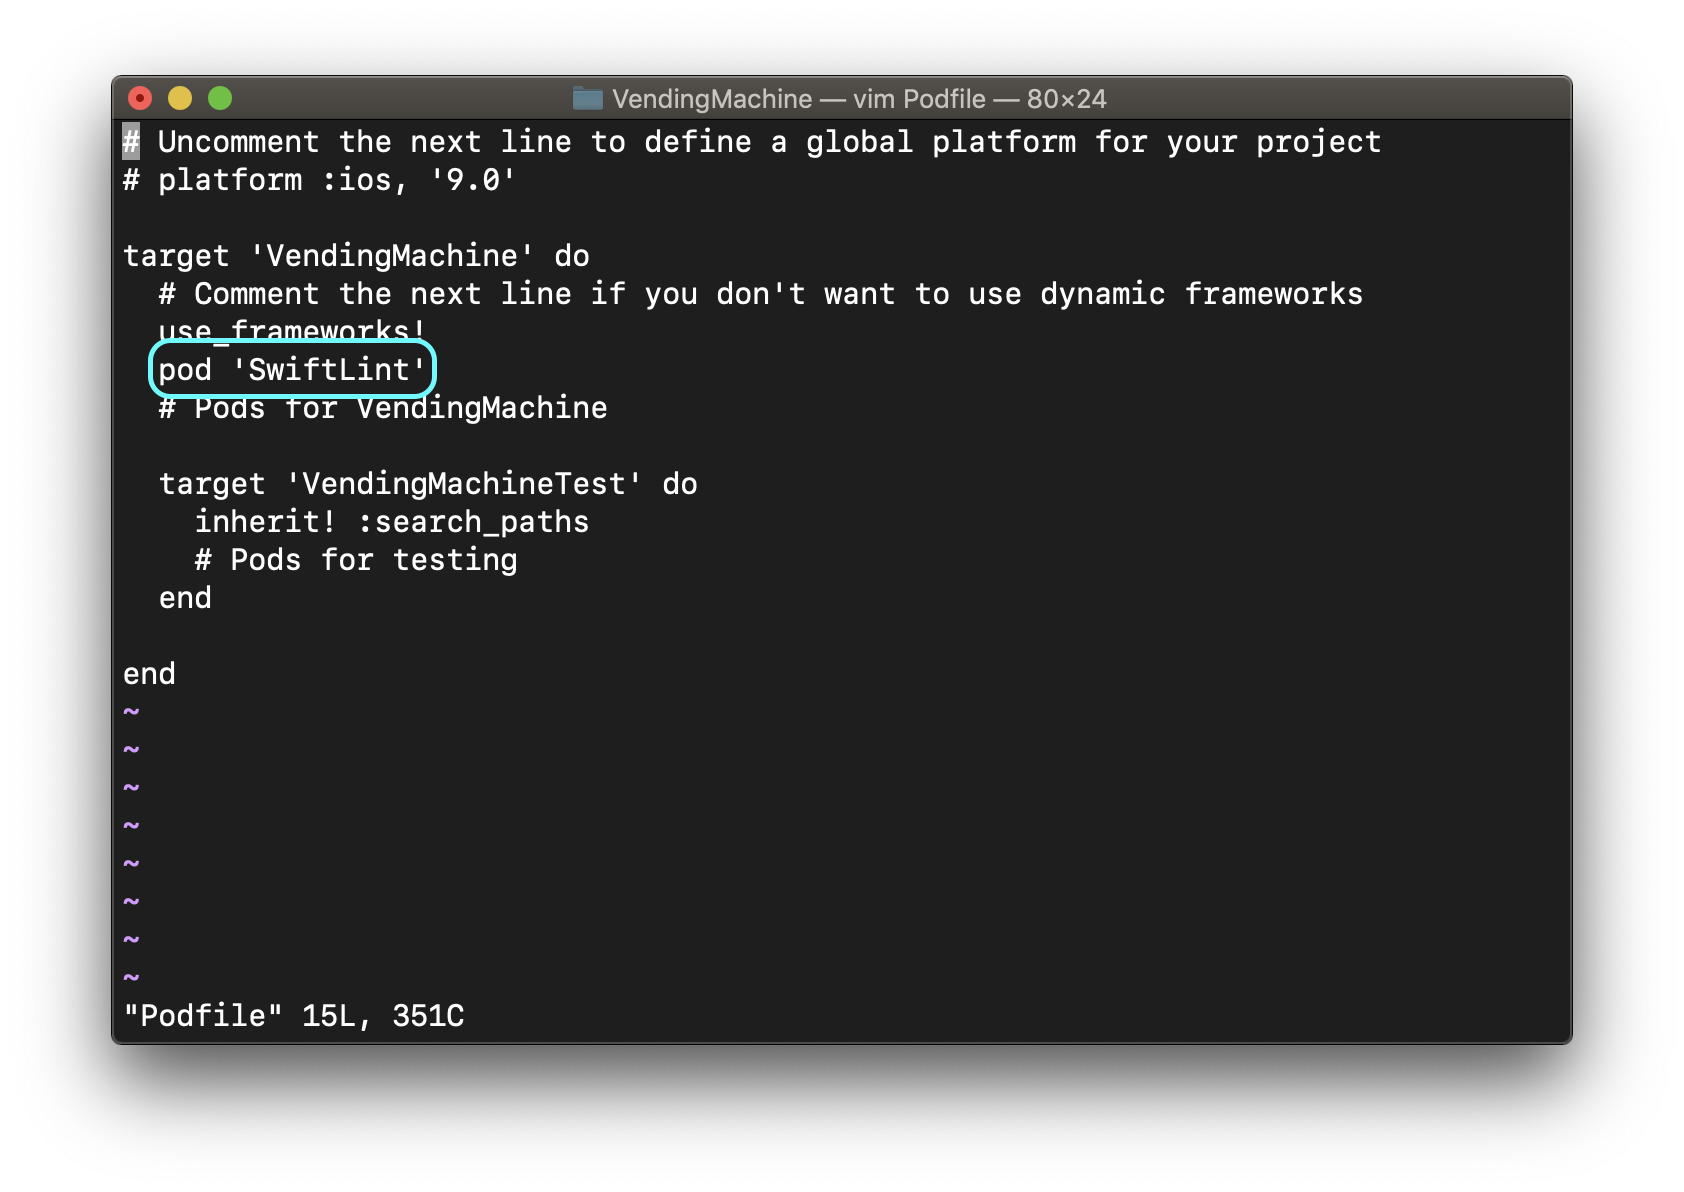 VendingMachine — vim Podfile — 80×24
# Uncomment the next line to define a global platform for your project
# platform :ios, '9.0'
target 'VendingMachine' do
# Comment the next line if you don't want to use dynamic frameworks
use_frameworks!
pod 'SwiftLint'
# Pods for VendingMachine
target 'VendingMachineTest' do
inherit! :search_paths
# Pods for testing
end
end
~
~
~
~
~
~
~
~
"Podfile" 15L, 351C